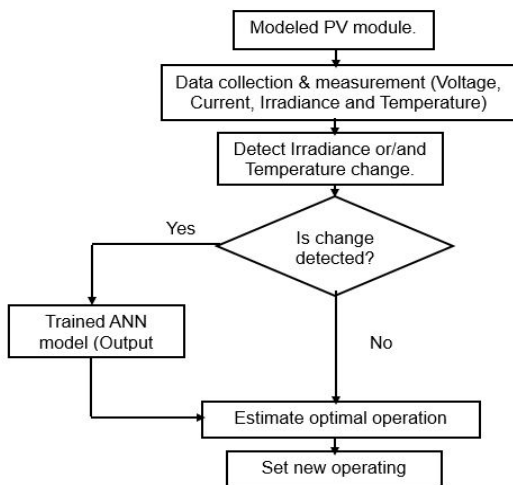 Modeled PV module.
Data collection & measurement (Voltage,
Current, Irradiance and Temperature)
Detect Irradiance or/and
Temperature change.
Is change
detected?
Yes
Trained ANN
model (Output
No
Estimate optimal operation
Set new operating